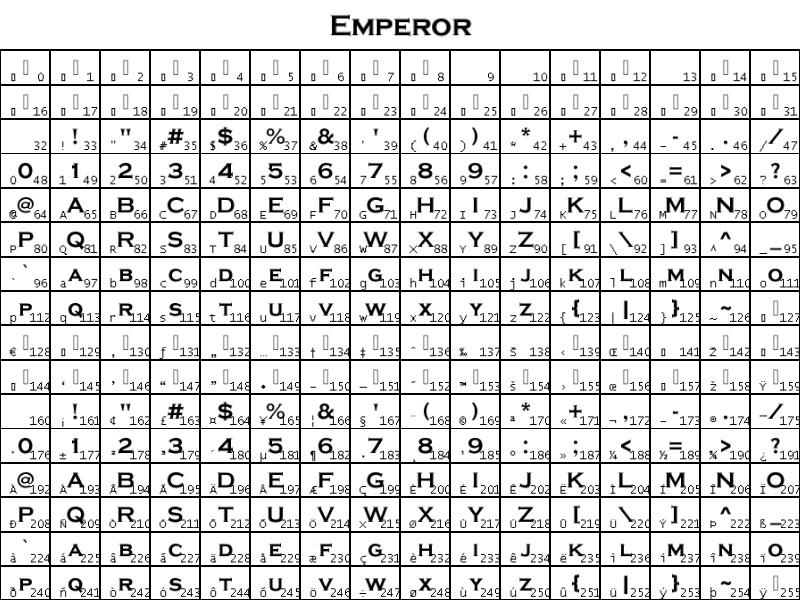 EMPEROR
0 1 2 3 4 5 6 7 8 9 10 11 12 13 14 15
16 17 18 19 20 21 22 23 24 25 26 27 28 29 30 31
32 ! ! 33 " " 34 # # 35 $ $ 36 % % 37 & & 38 ' ' 39 ( ( 40 ) ) 41 * * 42 + + 43 , , 44 - - 45 . . 46 / / 47
0 0 48 1 1 49 2 2 50 3 3 51 4 4 52 5 5 53 6 6 54 7 7 55 8 8 56 9 9 57 : : 58 ; ; 59 < < 60 = = 61 > > 62 ? ? 63
@ @ 64 A A 65 B B 66 C C 67 D D 68 E E 69 F F 70 G G 71 H H 72 I I 73 J J 74 K K 75 L L 76 M M 77 N N 78 O O 79
P P 80 Q Q 81 R R 82 S S 83 T T 84 U U 85 V V 86 W W 87 X X 88 Y Y 89 Z Z 90 [ [ 91 \ \ 92 ] ] 93 ^ ^ 94 _ _ 95
` ` 96 a A 97 b B 98 c C 99 d D 100 e E 101 f F 102 g G 103 h H 104 i I 105 j J 106 k K 107 l L 108 m M 109 n N 110 o O 111
p P 112 q Q 113 r R 114 s S 115 t T 116 u U 117 v V 118 w W 119 x X 120 y Y 121 z Z 122 { { 123 | | 124 } } 125 ~ ~ 126 127
€ 128 129 ‚ 130 ƒ 131 „ 132 … 133 † 134 ‡ 135 ˆ 136 ‰ 137 Š 138 ‹ 139 Œ 140 141 Ž 142 143
144 ‘ 145 ’ 146 “ 147 ” 148 • 149 – 150 — 151 ˜ 152 ™ 153 š 154 › 155 œ 156 157 ž 158 Ÿ 159
160 ¡ ! 161 ¢ " 162 £ # 163 ¤ $ 164 ¥ % 165 ¦ & 166 § ' 167 ¨ ( 168 © ) 169 ª * 170 « + 171 ¬ , 172 - 173 ® . 174 ¯ / 175
° 0 176 ± 1 177 ² 2 178 ³ 3 179 ´ 4 180 µ 5 181 ¶ 6 182 · 7 183 ¸ 8 184 ¹ 9 185 º : 186 » ; 187 ¼ < 188 ½ = 189 ¾ > 190 ¿ ? 191
À @ 192 Á A 193 Â B 194 Ã C 195 Ä D 196 Å E 197 Æ F 198 Ç G 199 È H 200 É I 201 Ê J 202 Ë K 203 Ì L 204 Í M 205 Î N 206 Ï O 207
Ð P 208 Ñ Q 209 Ò R 210 Ó S 211 Ô T 212 Õ U 213 Ö V 214 × W 215 Ø X 216 Ù Y 217 Ú Z 218 Û [ 219 Ü \ 220 Ý ] 221 Þ ^ 222 ß _ 223
à ` 224 á A 225 â B 226 ã C 227 ä D 228 å E 229 æ F 230 ç G 231 è H 232 é I 233 ê J 234 ë K 235 ì L 236 í M 237 î N 238 ï O 239
ð P 240 ñ Q 241 ò R 242 ó S 243 ô T 244 õ U 245 ö V 246 ÷ W 247 ø X 248 ù Y 249 ú Z 250 û { 251 ü | 252 ý } 253 þ ~ 254 ÿ 255